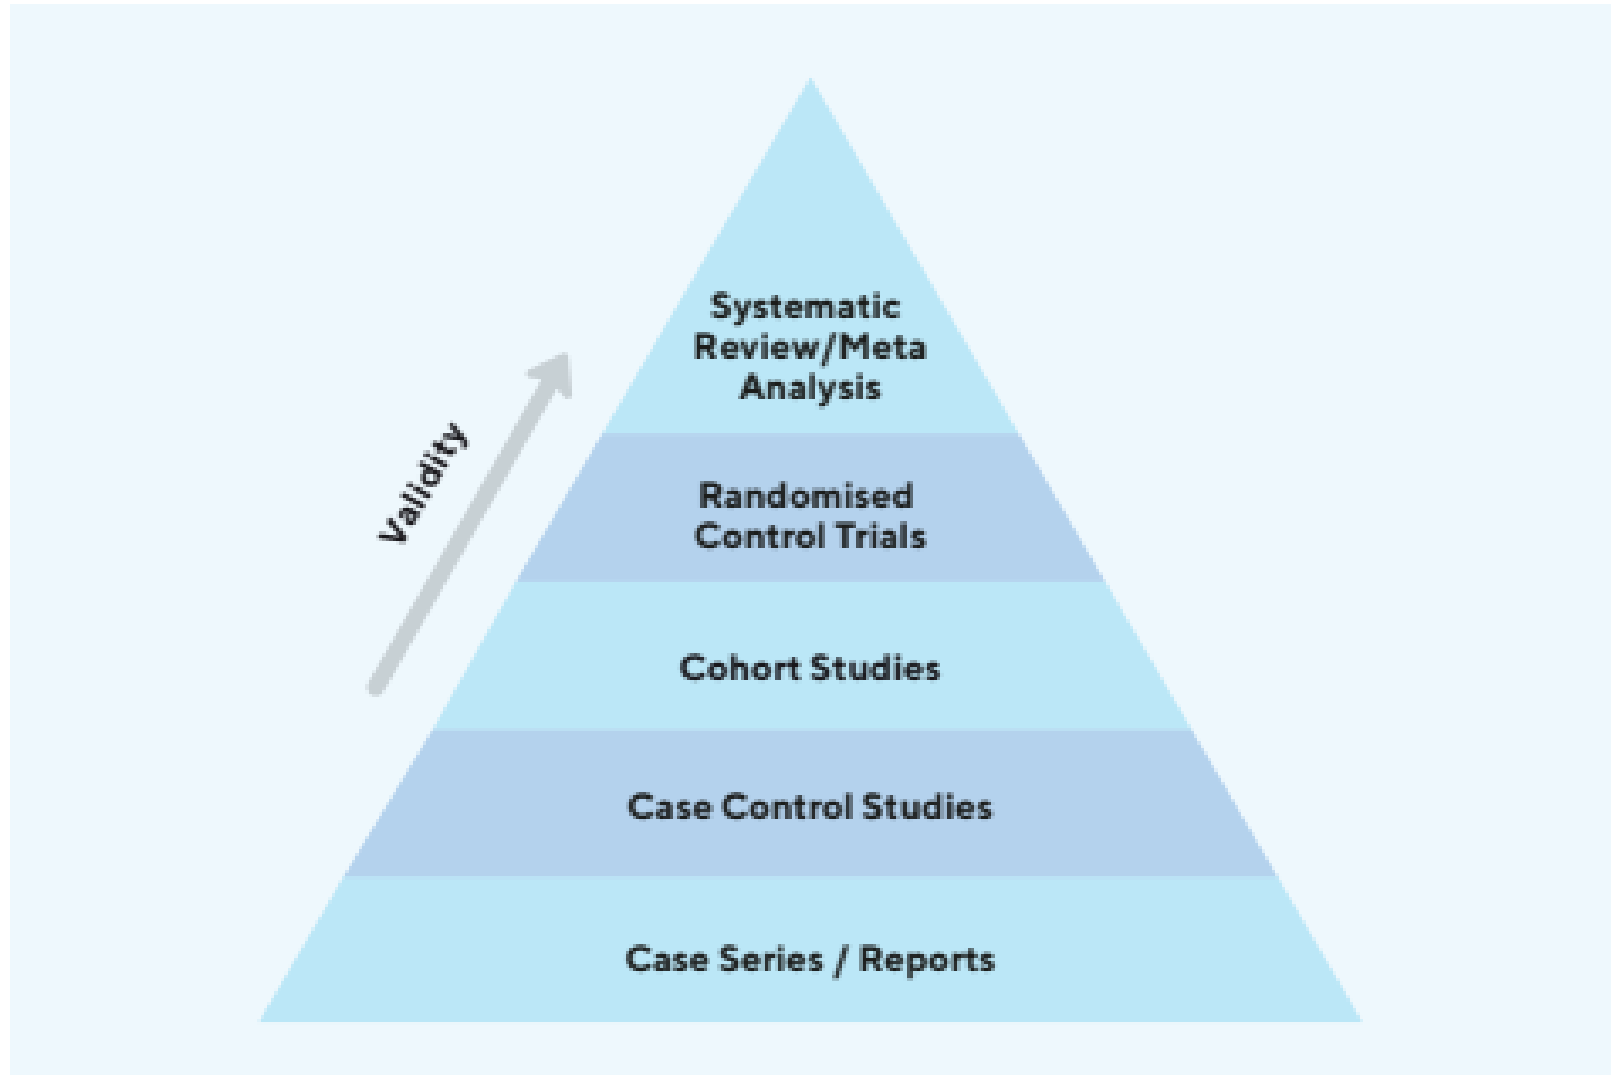 Systematic
Review/Meta
Analysis
Validity
Randomised
Control Trials
Cohort Studies
Case Control Studies
Case Series / Reports